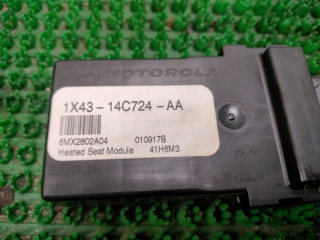 MOTOROLA
1X43-14C724-AA
6MX2802A04 010917B
Heated Seat Module 41H6M3